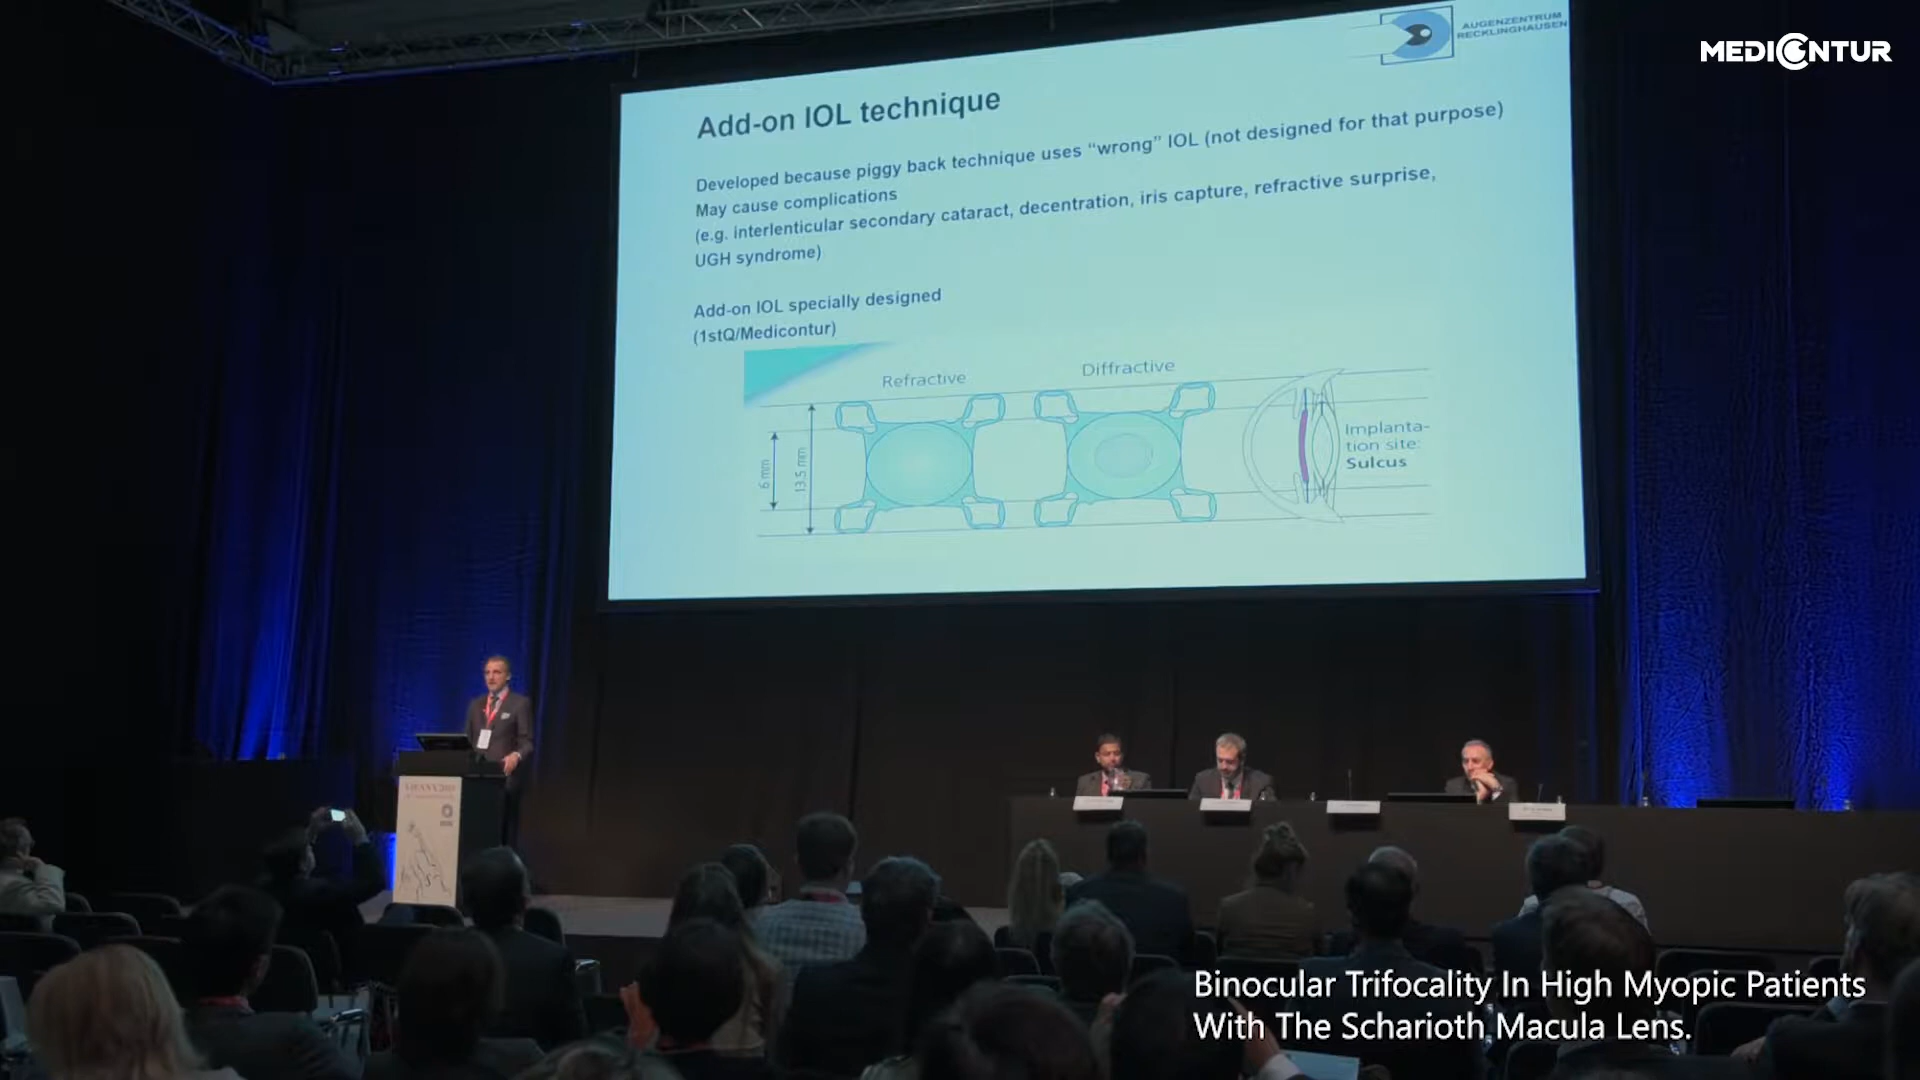 AUGENZENTRUM
RECKLINGHAUSEN
MEDICONTUR
Add-on IOL technique
Developed because piggy back technique uses “wrong” IOL (not designed for that purpose)
May cause complications
(e.g. interlenticular secondary cataract, decentration, iris capture, refractive surprise,
UGH syndrome)
Add-on IOL specially designed
(1stQ/Medicontur)
Refractive
Diffractive
6 mm
13.5 mm
Implanta-
tion site:
Sulcus
Binocular Trifocality In High Myopic Patients
With The Scharioth Macula Lens.